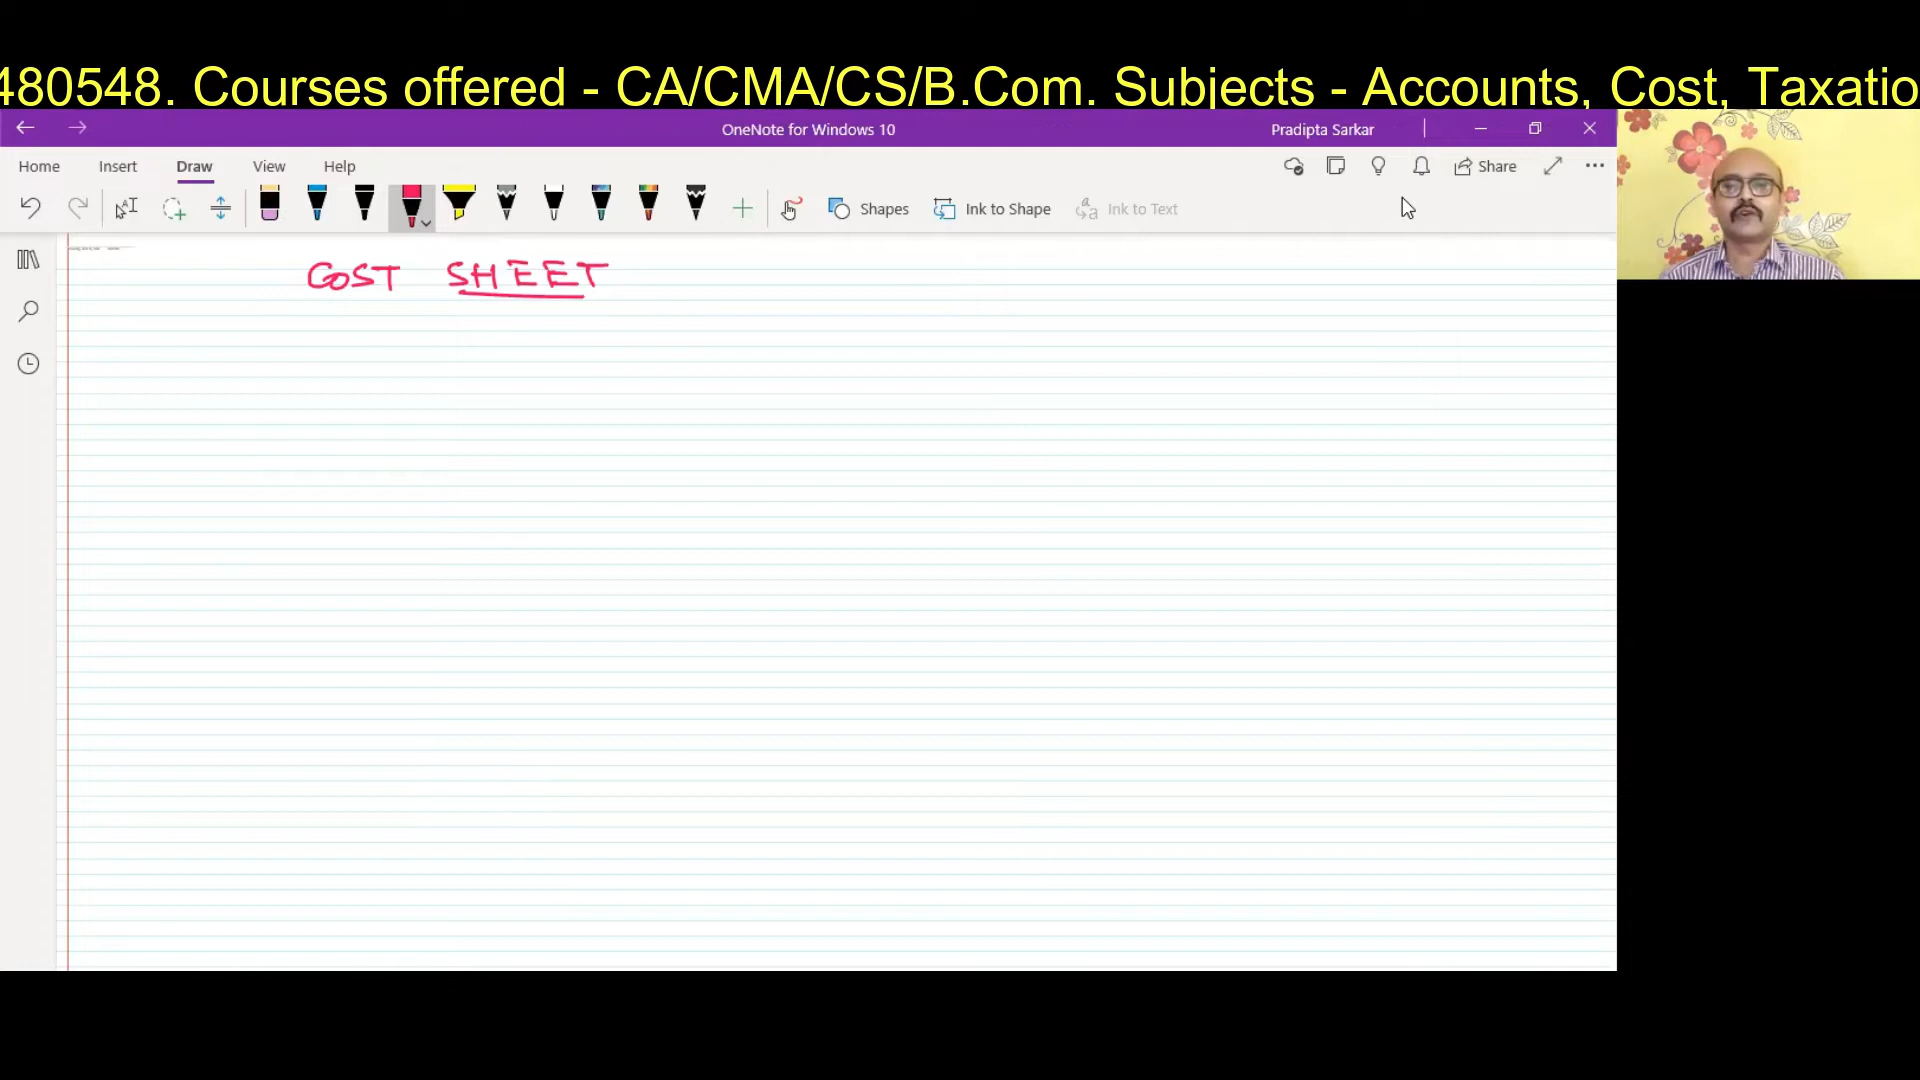 480548. Courses offered - CA/CMA/CS/B.Com. Subjects - Accounts, Cost, Taxatio
OneNote for Windows 10
Pradipta Sarkar
Home Insert Draw View Help
Share
Shapes Ink to Shape Ink to Text
COST SHEET